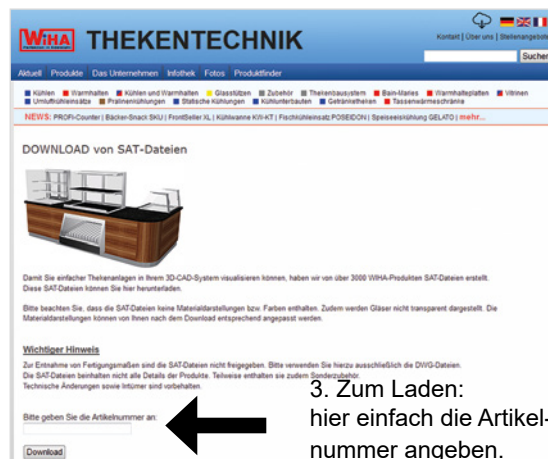 WIHA THEKENTECHNIK
Kontakt | Über uns | Stellenangebote
Suchen
Aktuell Produkte Das Unternehmen Infothek Fotos Produktfinder
Kühlen Warmhalten Kühlen und Warmhalten Glasstützen Zubehör Thekenbausystem Bain-Maries Warmhalteplatten Vitrinen
Umluftkühleinsätze Pralinenkühlungen Statische Kühlungen Kühlunterbauten Getränketheken Tassenwärmeschränke
NEWS: PROFI-Counter | Bäcker-Snack SKU | FrontSeller XL | Kühlwanne KW-KT | Fischkühleinsatz POSEIDON | Speiseeiskühlung GELATO | mehr...
DOWNLOAD von SAT-Dateien
Damit Sie einfacher Thekenanlagen in Ihrem 3D-CAD-System visualisieren können, haben wir von über 3000 WIHA-Produkten SAT-Dateien erstellt.
Diese SAT-Dateien können Sie hier herunterladen.
Bitte beachten Sie, dass die SAT-Dateien keine Materialdarstellungen bzw. Farben enthalten. Zudem werden Gläser nicht transparent dargestellt. Die
Materialdarstellungen können von Ihnen nach dem Download entsprechend angepasst werden.
Wichtiger Hinweis
Zur Entnahme von Fertigungsmaßen sind die SAT-Dateien nicht freigegeben. Bitte verwenden Sie hierzu ausschließlich die DWG-Dateien.
Die SAT-Dateien beinhalten nicht alle Details der Produkte. Teilweise enthalten sie zudem Sonderzubehör.
Technische Änderungen sowie Irrtümer sind vorbehalten.
Bitte geben Sie die Artikelnummer an:
Download
3. Zum Laden:
hier einfach die Artikel-
nummer angeben.